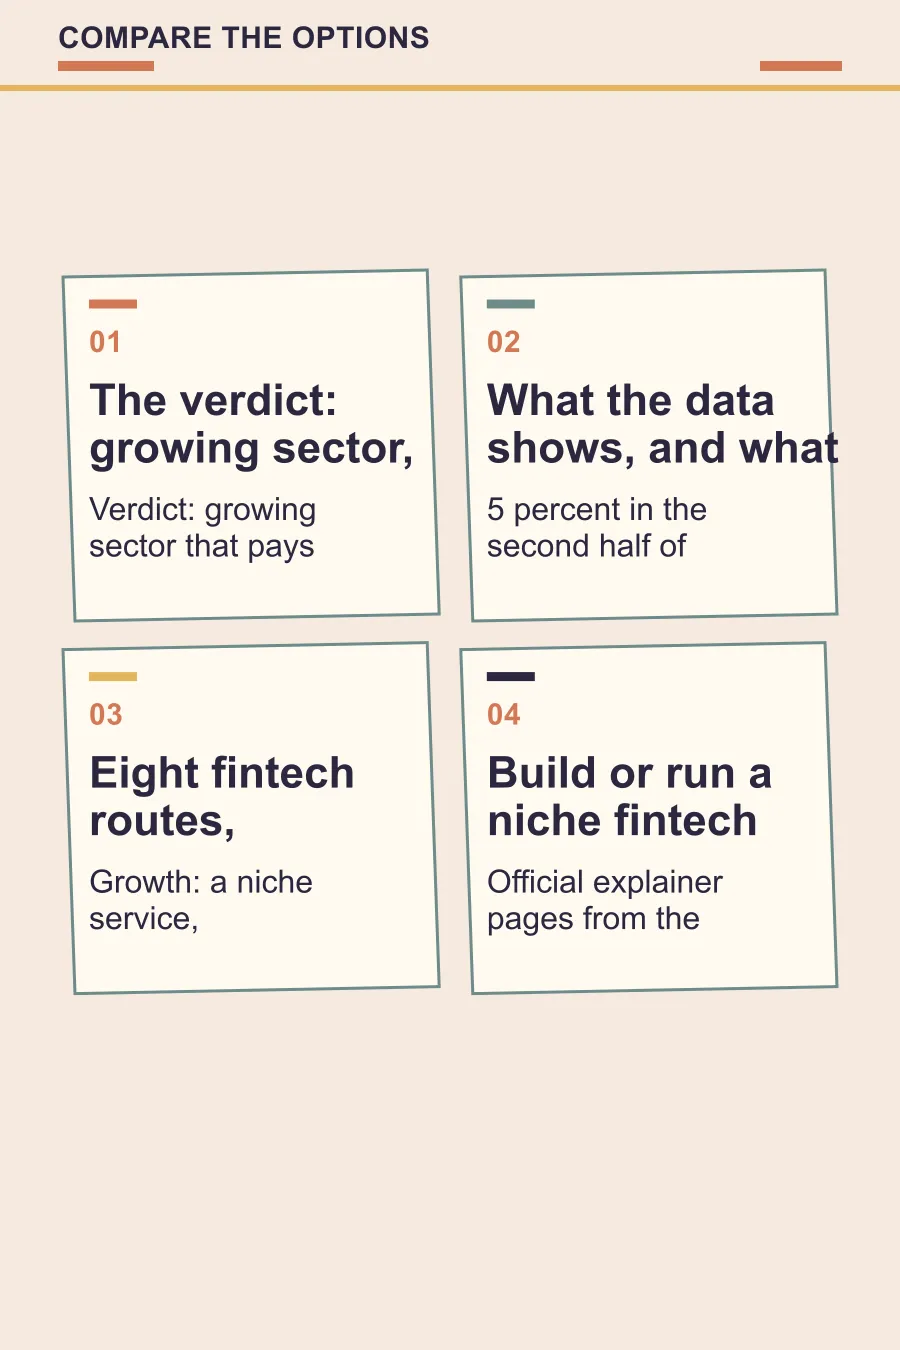 COMPARE THE OPTIONS
01
The verdict:
growing sector,
Verdict: growing
sector that pays
02
What the data
shows, and what
5 percent in the
second half of
03
Eight fintech
routes,
Growth: a niche
service,
04
Build or run a
niche fintech
Official explainer
pages from the